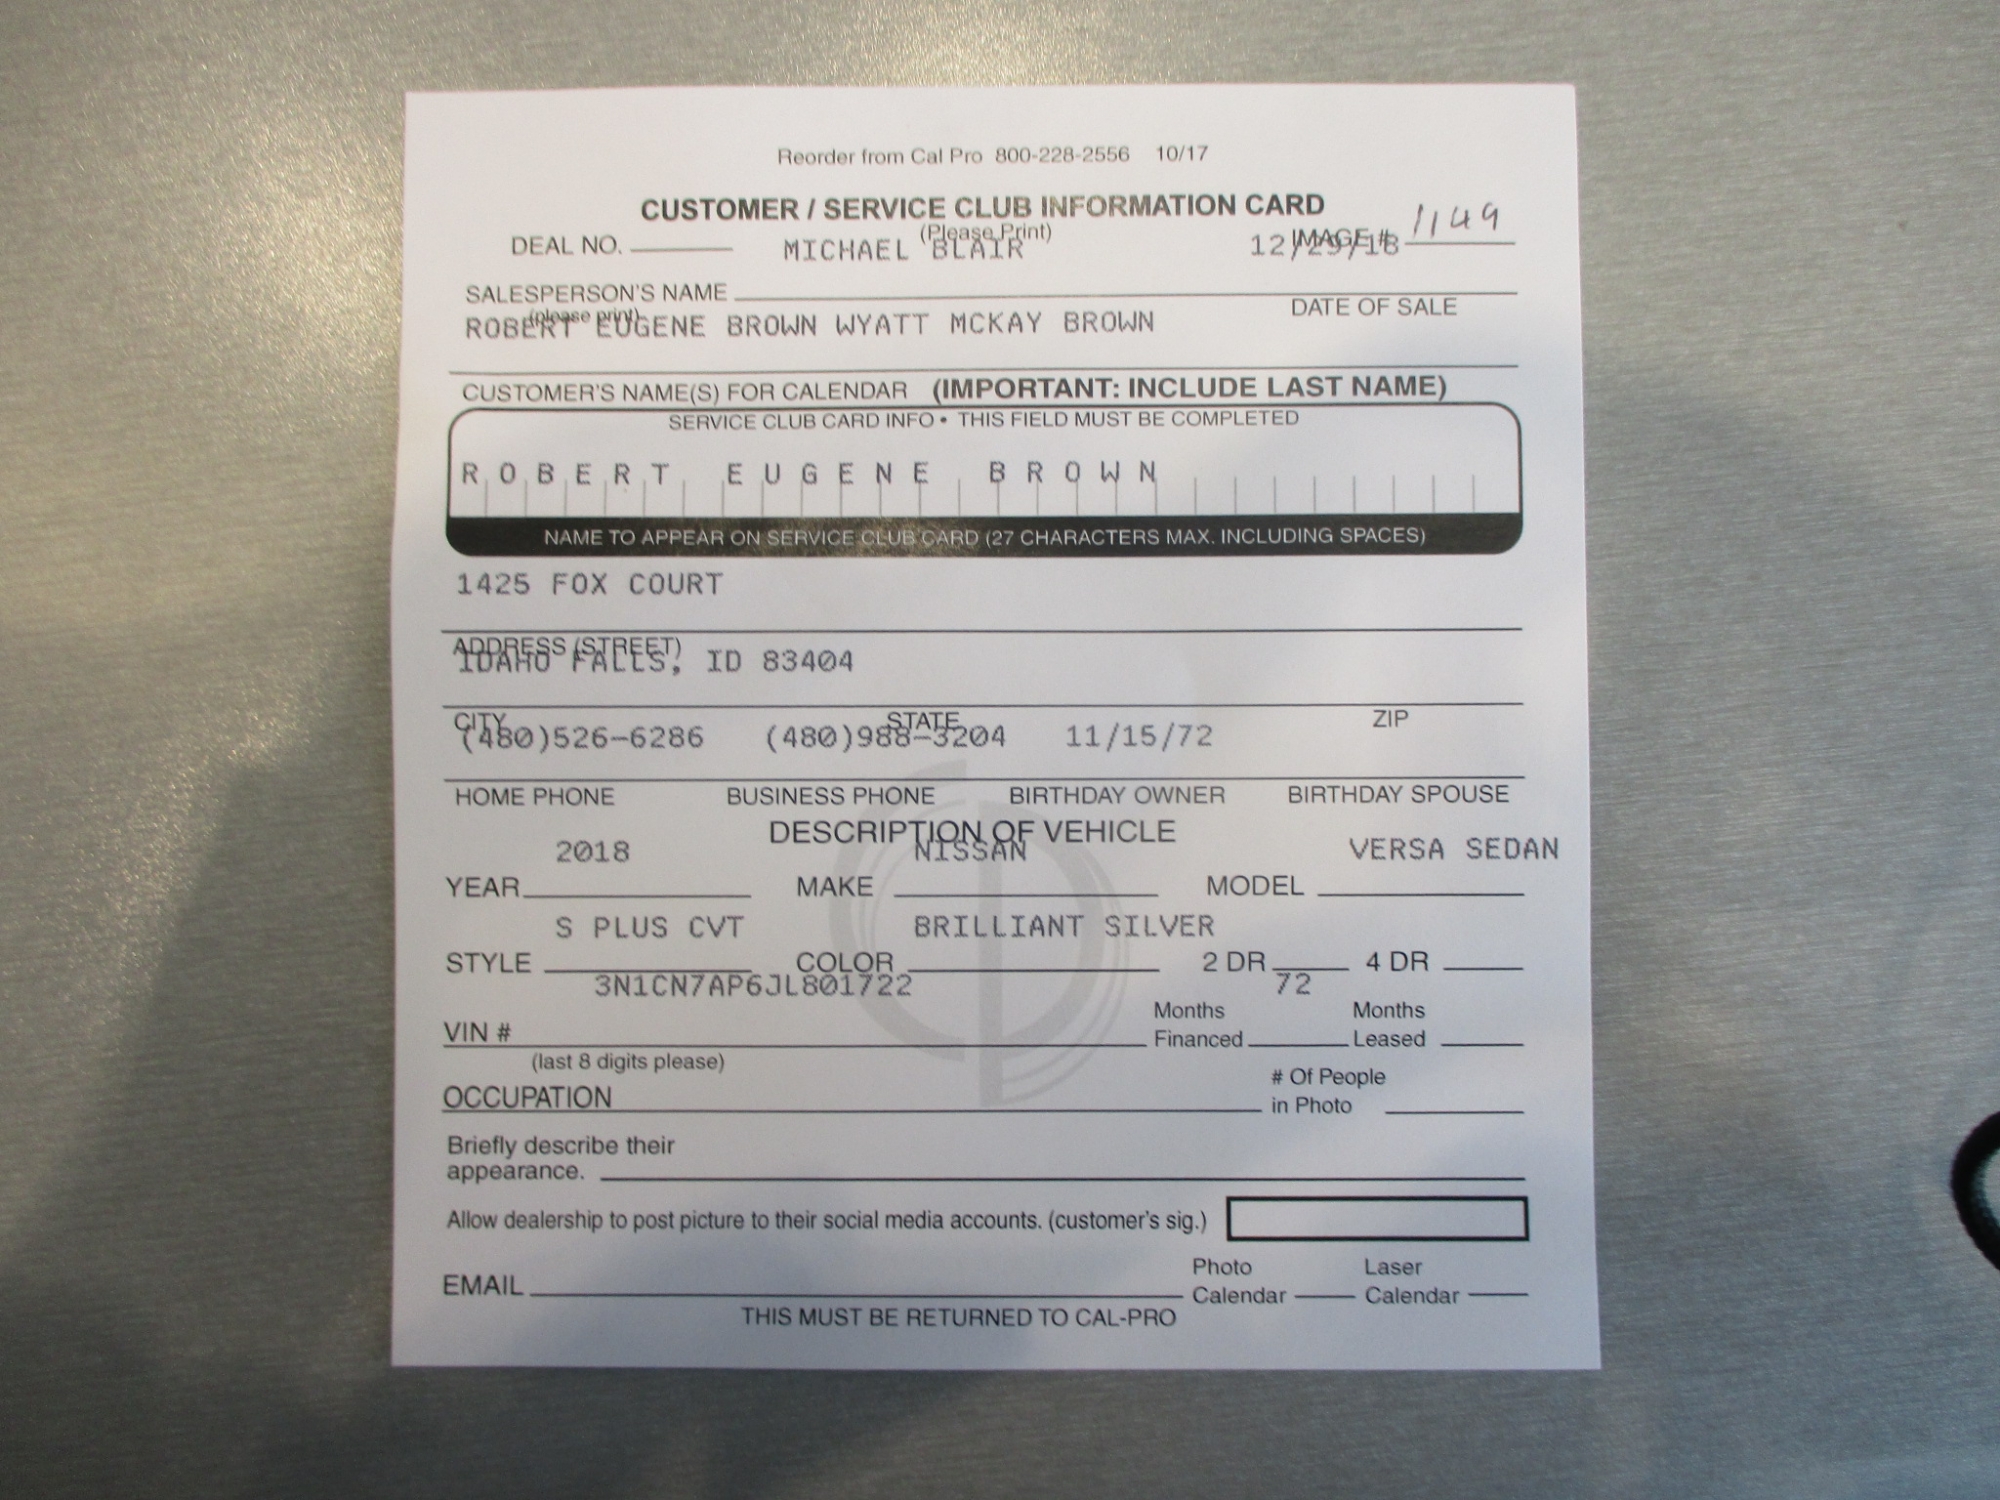 Reorder from Cal Pro 800-228-2556 10/17
CUSTOMER / SERVICE CLUB INFORMATION CARD
(Please Print)
DEAL NO. MICHAEL BLAIR 12/29/18 IMAGE # 1149
SALESPERSON'S NAME
(please print)
DATE OF SALE
ROBERT EUGENE BROWN WYATT MCKAY BROWN
CUSTOMER'S NAME(S) FOR CALENDAR (IMPORTANT: INCLUDE LAST NAME)
SERVICE CLUB CARD INFO • THIS FIELD MUST BE COMPLETED
ROBERT EUGENE BROWN
NAME TO APPEAR ON SERVICE CLUB CARD (27 CHARACTERS MAX. INCLUDING SPACES)
1425 FOX COURT
ADDRESS (STREET)
IDAHO FALLS, ID 83404
CITY STATE ZIP
(480)526-6286 (480)988-3204 11/15/72
HOME PHONE BUSINESS PHONE BIRTHDAY OWNER BIRTHDAY SPOUSE
DESCRIPTION OF VEHICLE
2018 NISSAN VERSA SEDAN
YEAR MAKE MODEL
S PLUS CVT BRILLIANT SILVER
STYLE COLOR 2 DR 4 DR
3N1CN7AP6JL801722 72
VIN # Months Financed Months Leased
(last 8 digits please)
OCCUPATION # Of People in Photo
Briefly describe their
appearance.
Allow dealership to post picture to their social media accounts. (customer's sig.)
EMAIL Photo Calendar Laser Calendar
THIS MUST BE RETURNED TO CAL-PRO